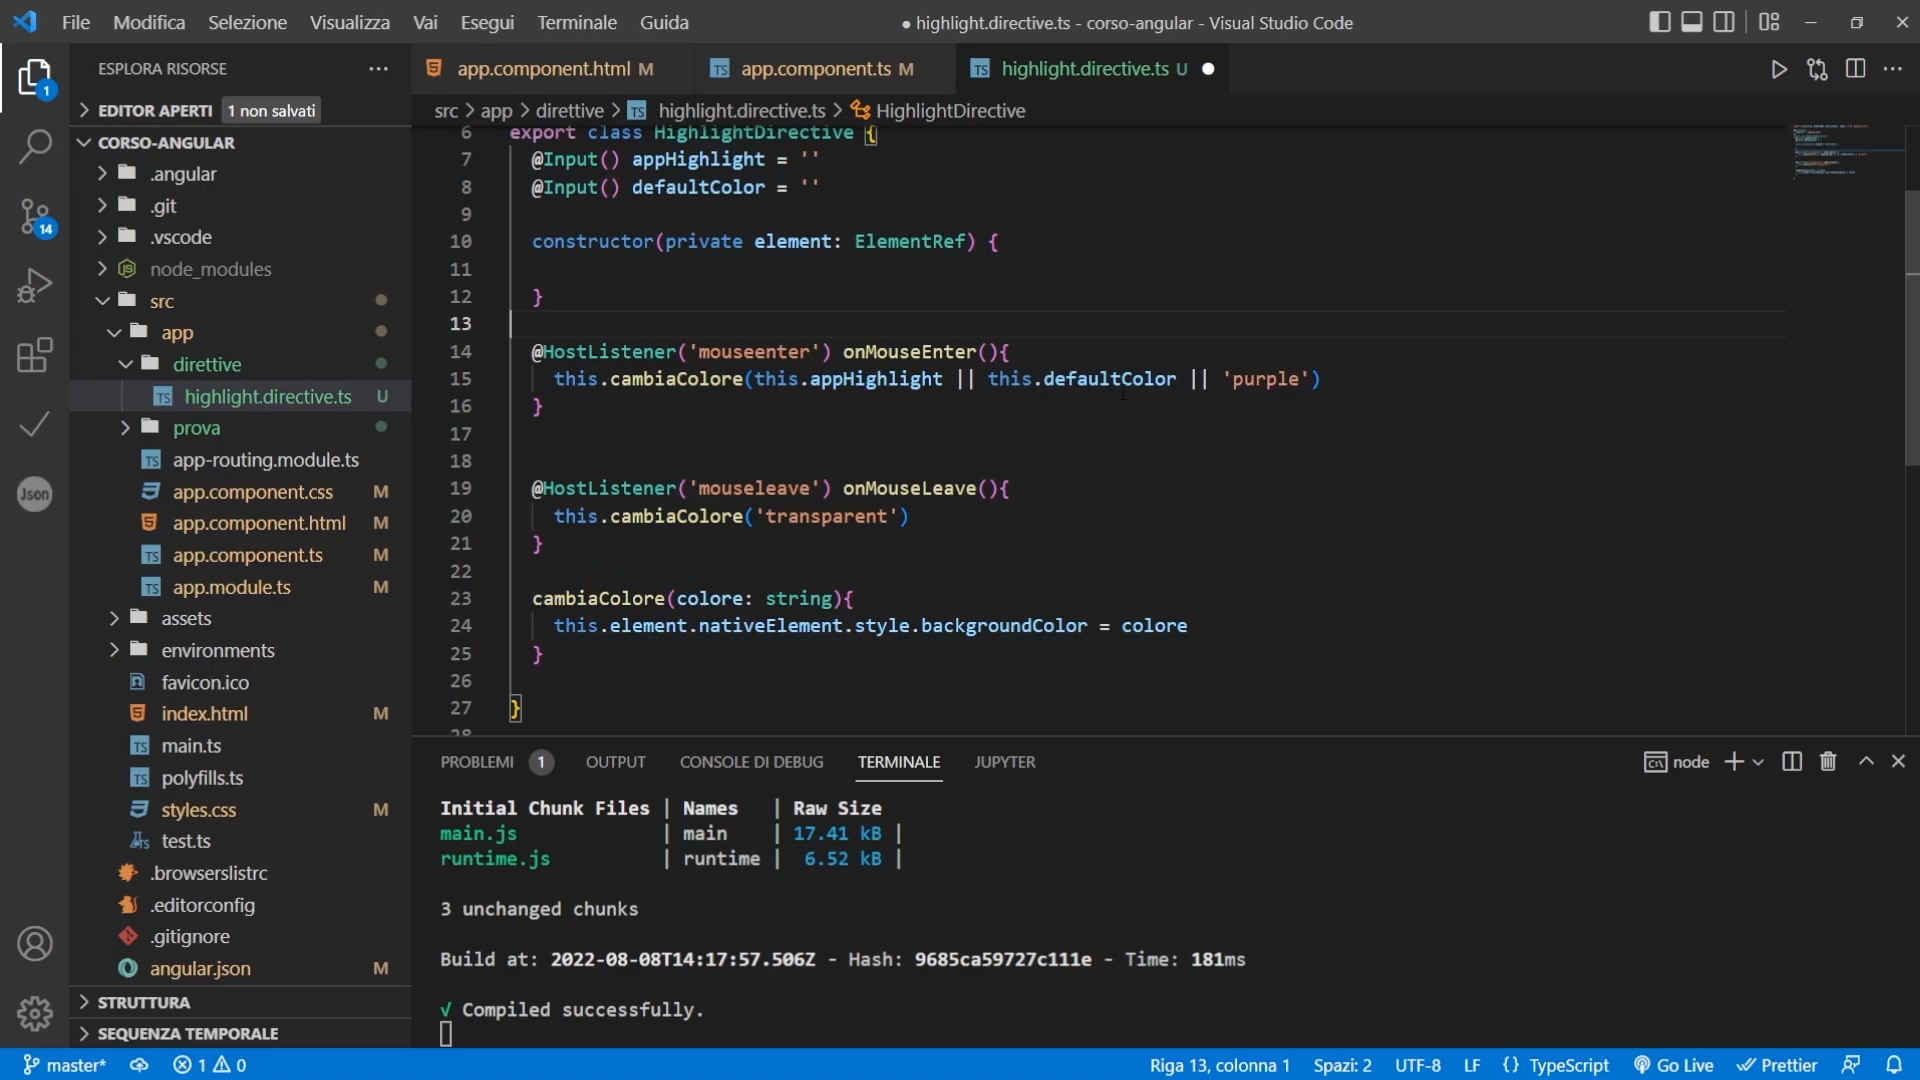 File Modifica Selezione Visualizza Vai Esegui Terminale Guida
● highlight.directive.ts - corso-angular - Visual Studio Code
ESPLORA RISORSE
EDITOR APERTI 1 non salvati
CORSO-ANGULAR
.angular
.git
.vscode
node_modules
src
app
direttive
highlight.directive.ts U
prova
app-routing.module.ts
app.component.css M
app.component.html M
app.component.ts M
app.module.ts M
assets
environments
favicon.ico
index.html M
main.ts
polyfills.ts
styles.css M
test.ts
.browserslistrc
.editorconfig
.gitignore
angular.json M
STRUTTURA
SEQUENZA TEMPORALE
1
14
Json
app.component.html M
app.component.ts M
highlight.directive.ts U
src > app > direttive > TS highlight.directive.ts > HighlightDirective
6 export class HighlightDirective {
7 @Input() appHighlight = ''
8 @Input() defaultColor = ''
9
10 constructor(private element: ElementRef) {
11
12 }
13
14 @HostListener('mouseenter') onMouseEnter(){
15 this.cambiaColore(this.appHighlight || this.defaultColor || 'purple')
16 }
17
18
19 @HostListener('mouseleave') onMouseLeave(){
20 this.cambiaColore('transparent')
21 }
22
23 cambiaColore(colore: string){
24 this.element.nativeElement.style.backgroundColor = colore
25 }
26
27 }
28
PROBLEMI 1 OUTPUT CONSOLE DI DEBUG TERMINALE JUPYTER
node
Initial Chunk Files | Names | Raw Size
main.js | main | 17.41 kB |
runtime.js | runtime | 6.52 kB |
3 unchanged chunks
Build at: 2022-08-08T14:17:57.506Z - Hash: 9685ca59727c111e - Time: 181ms
√ Compiled successfully.
master* 1 0
Riga 13, colonna 1 Spazi: 2 UTF-8 LF {} TypeScript Go Live Prettier